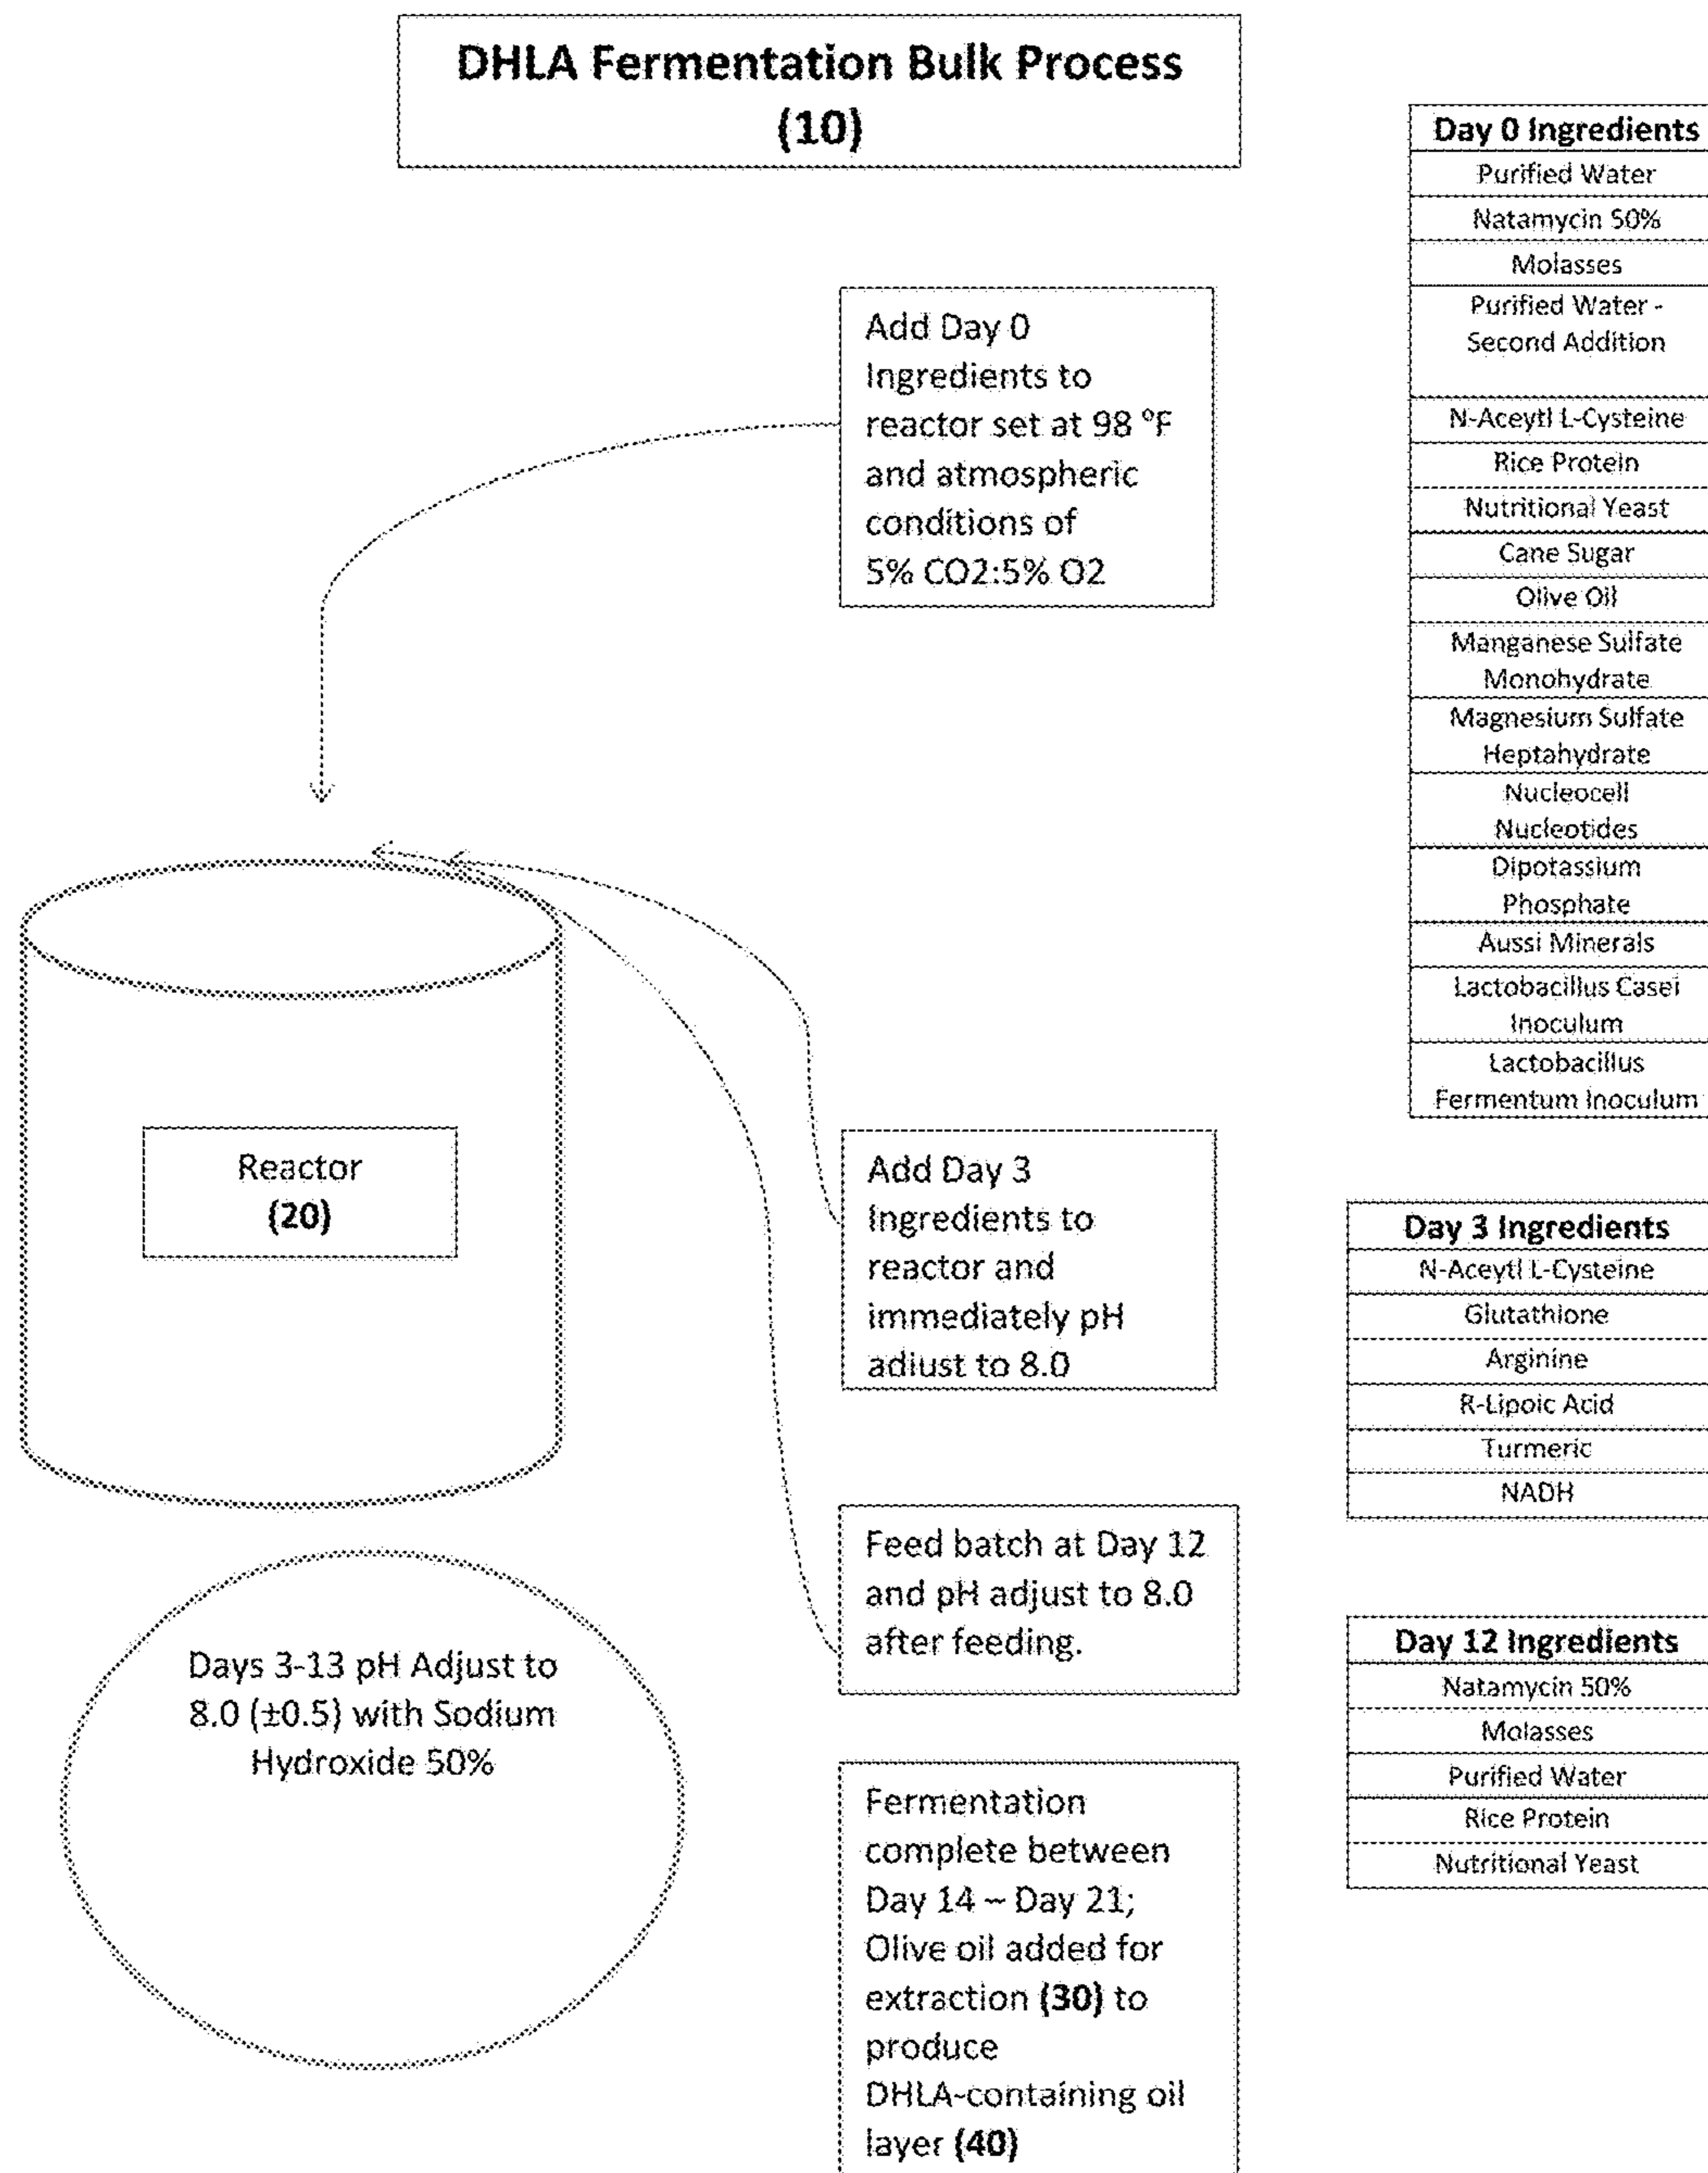 DHLA Fermentation Bulk Process
(10)
Add Day 0
Ingredients to
reactor set at 98 °F
and atmospheric
conditions of
5% CO2:5% O2
Reactor
(20)
Add Day 3
Ingredients to
reactor and
immediately pH
adjust to 8.0
Feed batch at Day 12
and pH adjust to 8.0
after feeding.
Days 3-13 pH Adjust to
8.0 (±0.5) with Sodium
Hydroxide 50%
Fermentation
complete between
Day 14 – Day 21;
Olive oil added for
extraction (30) to
produce
DHLA-containing oil
layer (40)
Day 0 Ingredients
Purified Water
Natamycin 50%
Molasses
Purified Water -
Second Addition
N-Aceytl L-Cysteine
Rice Protein
Nutritional Yeast
Cane Sugar
Olive Oil
Manganese Sulfate
Monohydrate
Magnesium Sulfate
Heptahydrate
Nucleocell
Nucleotides
Dipotassium
Phosphate
Aussi Minerals
Lactobacillus Casei
Inoculum
Lactobacillus
Fermentum Inoculum
Day 3 Ingredients
N-Aceytl L-Cysteine
Glutathione
Arginine
R-Lipoic Acid
Turmeric
NADH
Day 12 Ingredients
Natamycin 50%
Molasses
Purified Water
Rice Protein
Nutritional Yeast